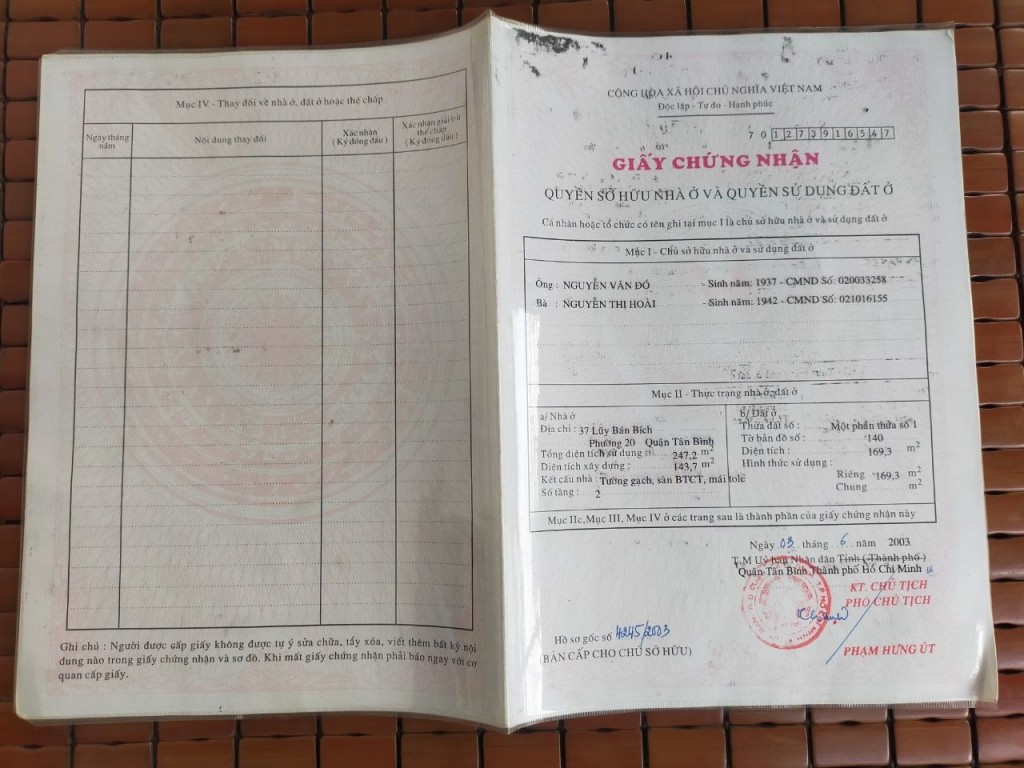 Mục IV - Thay đổi về nhà ở, đất ở hoặc thế chấp
Ngày tháng năm
Nội dung thay đổi
Xác nhận
( Ký đóng dấu )
Xác nhận giải trừ
thế chấp
( Ký đóng dấu )
Ghi chú : Người được cấp giấy không được tự ý sửa chữa, tẩy xóa, viết thêm bất kỳ nội
dung nào trong giấy chứng nhận và sơ đồ. Khi mất giấy chứng nhận phải báo ngay với cơ
quan cấp giấy.
CỘNG HÒA XÃ HỘI CHỦ NGHĨA VIỆT NAM
Độc lập - Tự do - Hạnh phúc
70 1273916547
GIẤY CHỨNG NHẬN
QUYỀN SỞ HỮU NHÀ Ở VÀ QUYỀN SỬ DỤNG ĐẤT Ở
Cá nhân hoặc tổ chức có tên ghi tại mục I là chủ sở hữu nhà ở và sử dụng đất ở
Mục I - Chủ sở hữu nhà ở và sử dụng đất ở
Ông : NGUYỄN VĂN ĐÓ - Sinh năm: 1937 - CMND Số: 020033258
Bà : NGUYỄN THỊ HOÀI - Sinh năm: 1942 - CMND Số: 021016155
Mục II - Thực trạng nhà ở, đất ở
a/ Nhà ở
Địa chỉ : 37 Lũy Bán Bích
Phường 20 Quận Tân Bình
Tổng diện tích sử dụng : 247,2 m2
Diện tích xây dựng : 143,7 m2
Kết cấu nhà : Tường gạch, sàn BTCT, mái tole
Số tầng : 2
b/ Đất ở
Thửa đất số : Một phần thửa số 1
Tờ bản đồ số : 140
Diện tích : 169,3 m2
Hình thức sử dụng :
Riêng 169,3 m2
Chung m2
Mục IIc, Mục III, Mục IV ở các trang sau là thành phần của giấy chứng nhận này
Ngày 03 tháng 6 năm 2003
T.M Uỷ ban Nhân dân Tỉnh ( Thành phố )
Quận Tân Bình Thành phố Hồ Chí Minh
KT. CHỦ TỊCH
PHÓ CHỦ TỊCH
Hồ sơ gốc số 4245/2003
(BẢN CẤP CHO CHỦ SỞ HỮU)
PHẠM HƯNG ÚT